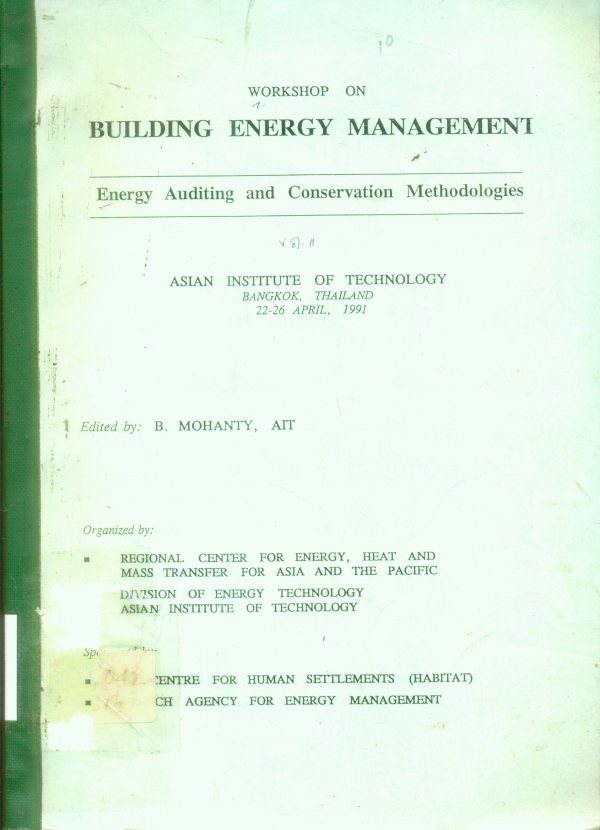 WORKSHOP ON
BUILDING ENERGY MANAGEMENT
Energy Auditing and Conservation Methodologies
ASIAN INSTITUTE OF TECHNOLOGY
BANGKOK, THAILAND
22-26 APRIL, 1991
Edited by: B. MOHANTY, AIT
Organized by:
▪ REGIONAL CENTER FOR ENERGY, HEAT AND
MASS TRANSFER FOR ASIA AND THE PACIFIC
DIVISION OF ENERGY TECHNOLOGY
ASIAN INSTITUTE OF TECHNOLOGY
▪ FOR HUMAN SETTLEMENTS (HABITAT)
▪ AGENCY FOR ENERGY MANAGEMENT